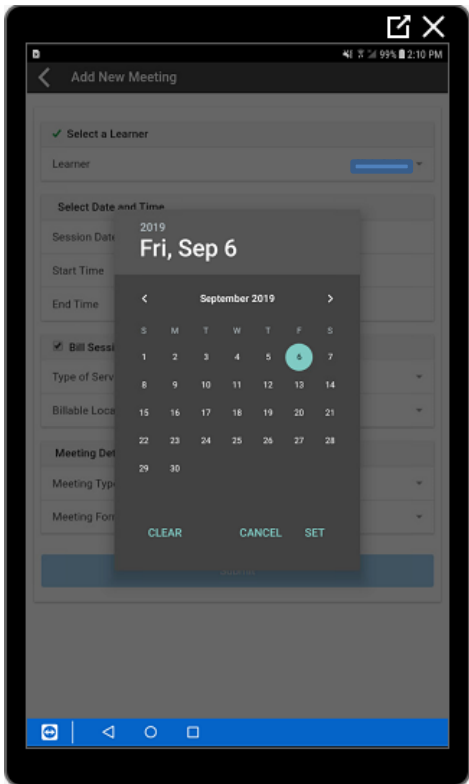 99% 2:10 PM
Add New Meeting
Select a Learner
Learner
Select Date and Time
Session Date
Start Time
End Time
2019
Fri, Sep 6
September 2019
S M T W T F S
1 2 3 4 5 6 7
8 9 10 11 12 13 14
15 16 17 18 19 20 21
22 23 24 25 26 27 28
29 30
CLEAR CANCEL SET
Bill Sessi
Type of Serv
Billable Loca
Meeting Det
Meeting Type
Meeting For